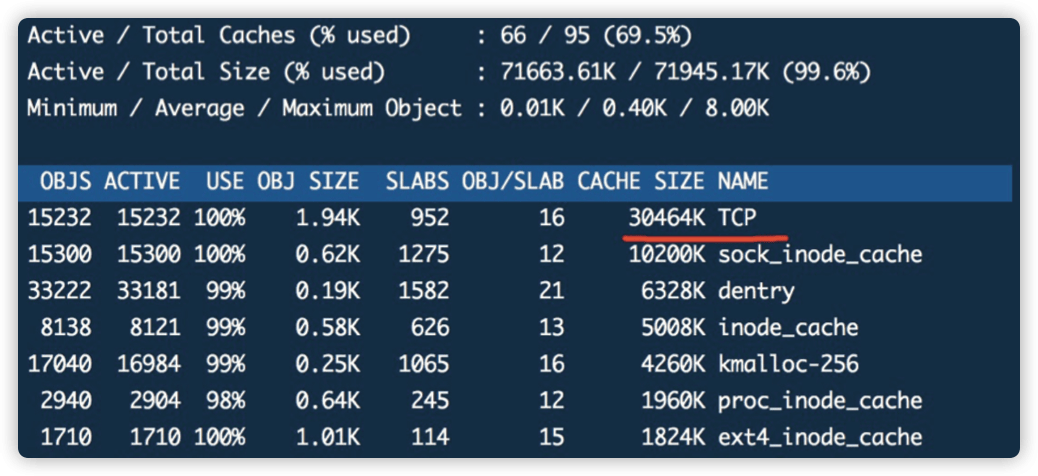 Active / Total Caches (% used)     : 66 / 95 (69.5%)
Active / Total Size (% used)       : 71663.61K / 71945.17K (99.6%)
Minimum / Average / Maximum Object : 0.01K / 0.40K / 8.00K
OBJS ACTIVE  USE OBJ SIZE  SLABS OBJ/SLAB CACHE SIZE NAME
15232  15232 100%    1.94K    952       16     30464K TCP
15300  15300 100%    0.62K   1275       12     10200K sock_inode_cache
33222  33181  99%    0.19K   1582       21      6328K dentry
8138   8121  99%    0.58K    626       13      5008K inode_cache
17040  16984  99%    0.25K   1065       16      4260K kmalloc-256
2940   2904  98%    0.64K    245       12      1960K proc_inode_cache
1710   1710 100%    1.01K    114       15      1824K ext4_inode_cache